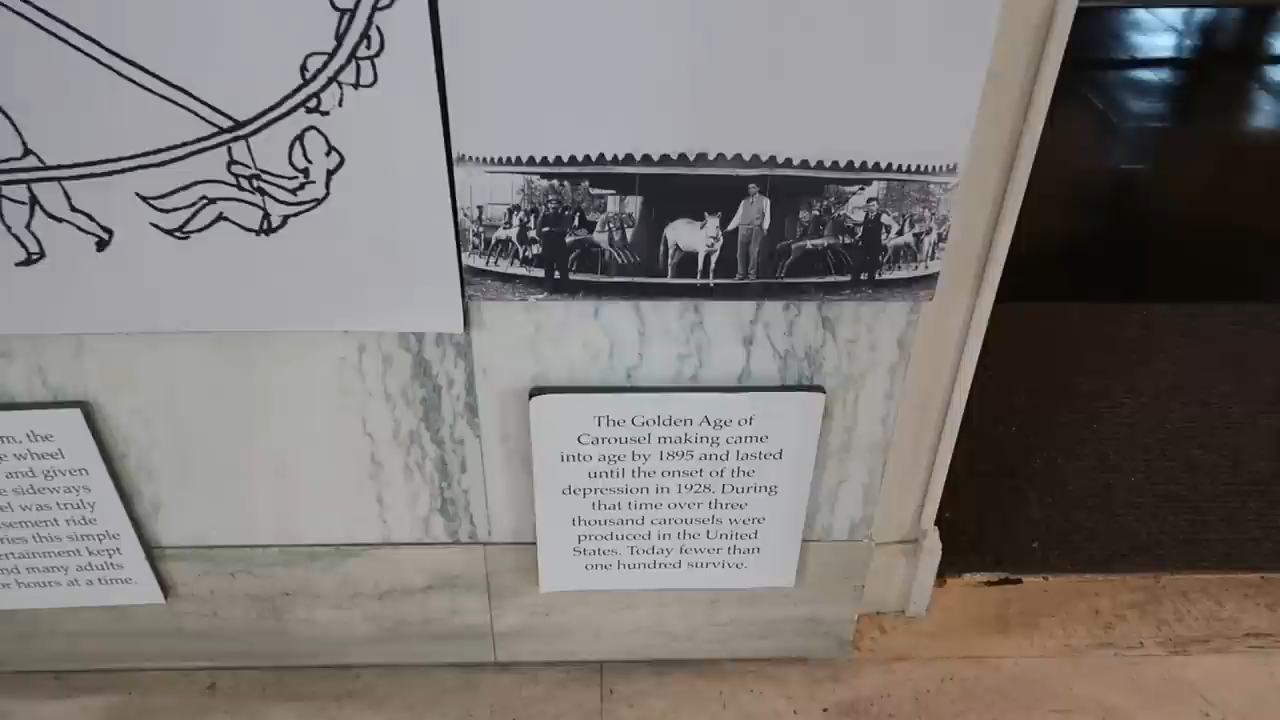 m, the
e wheel
and given
e sideways
el was truly
sement ride
ries this simple
ertainment kept
nd many adults
or hours at a time.
The Golden Age of
Carousel making came
into age by 1895 and lasted
until the onset of the
depression in 1928. During
that time over three
thousand carousels were
produced in the United
States. Today fewer than
one hundred survive.